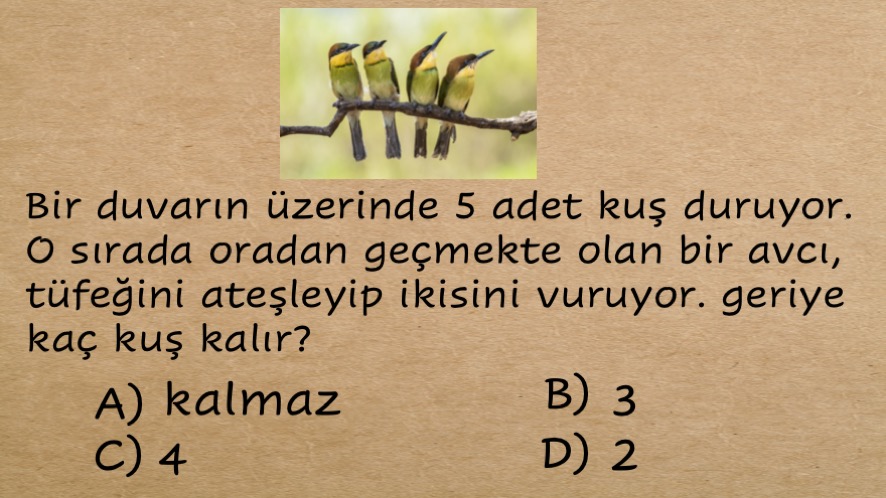 Bir duvarın üzerinde 5 adet kuş duruyor.
O sırada oradan geçmekte olan bir avcı,
tüfeğini ateşleyip ikisini vuruyor. geriye
kaç kuş kalır?
A) kalmaz B) 3
C) 4 D) 2